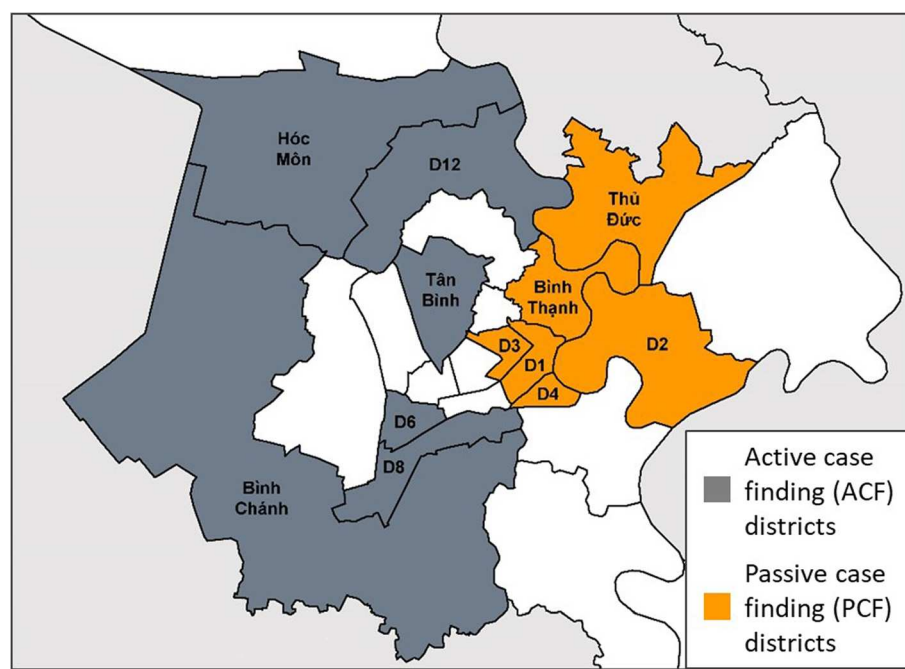 Hóc
Môn
D12
Thủ
Đức
Tân
Bình
Bình
Thạnh
D3
D1
D2
D4
D6
D8
Bình
Chánh
Active case
finding (ACF)
districts
Passive case
finding (PCF)
districts